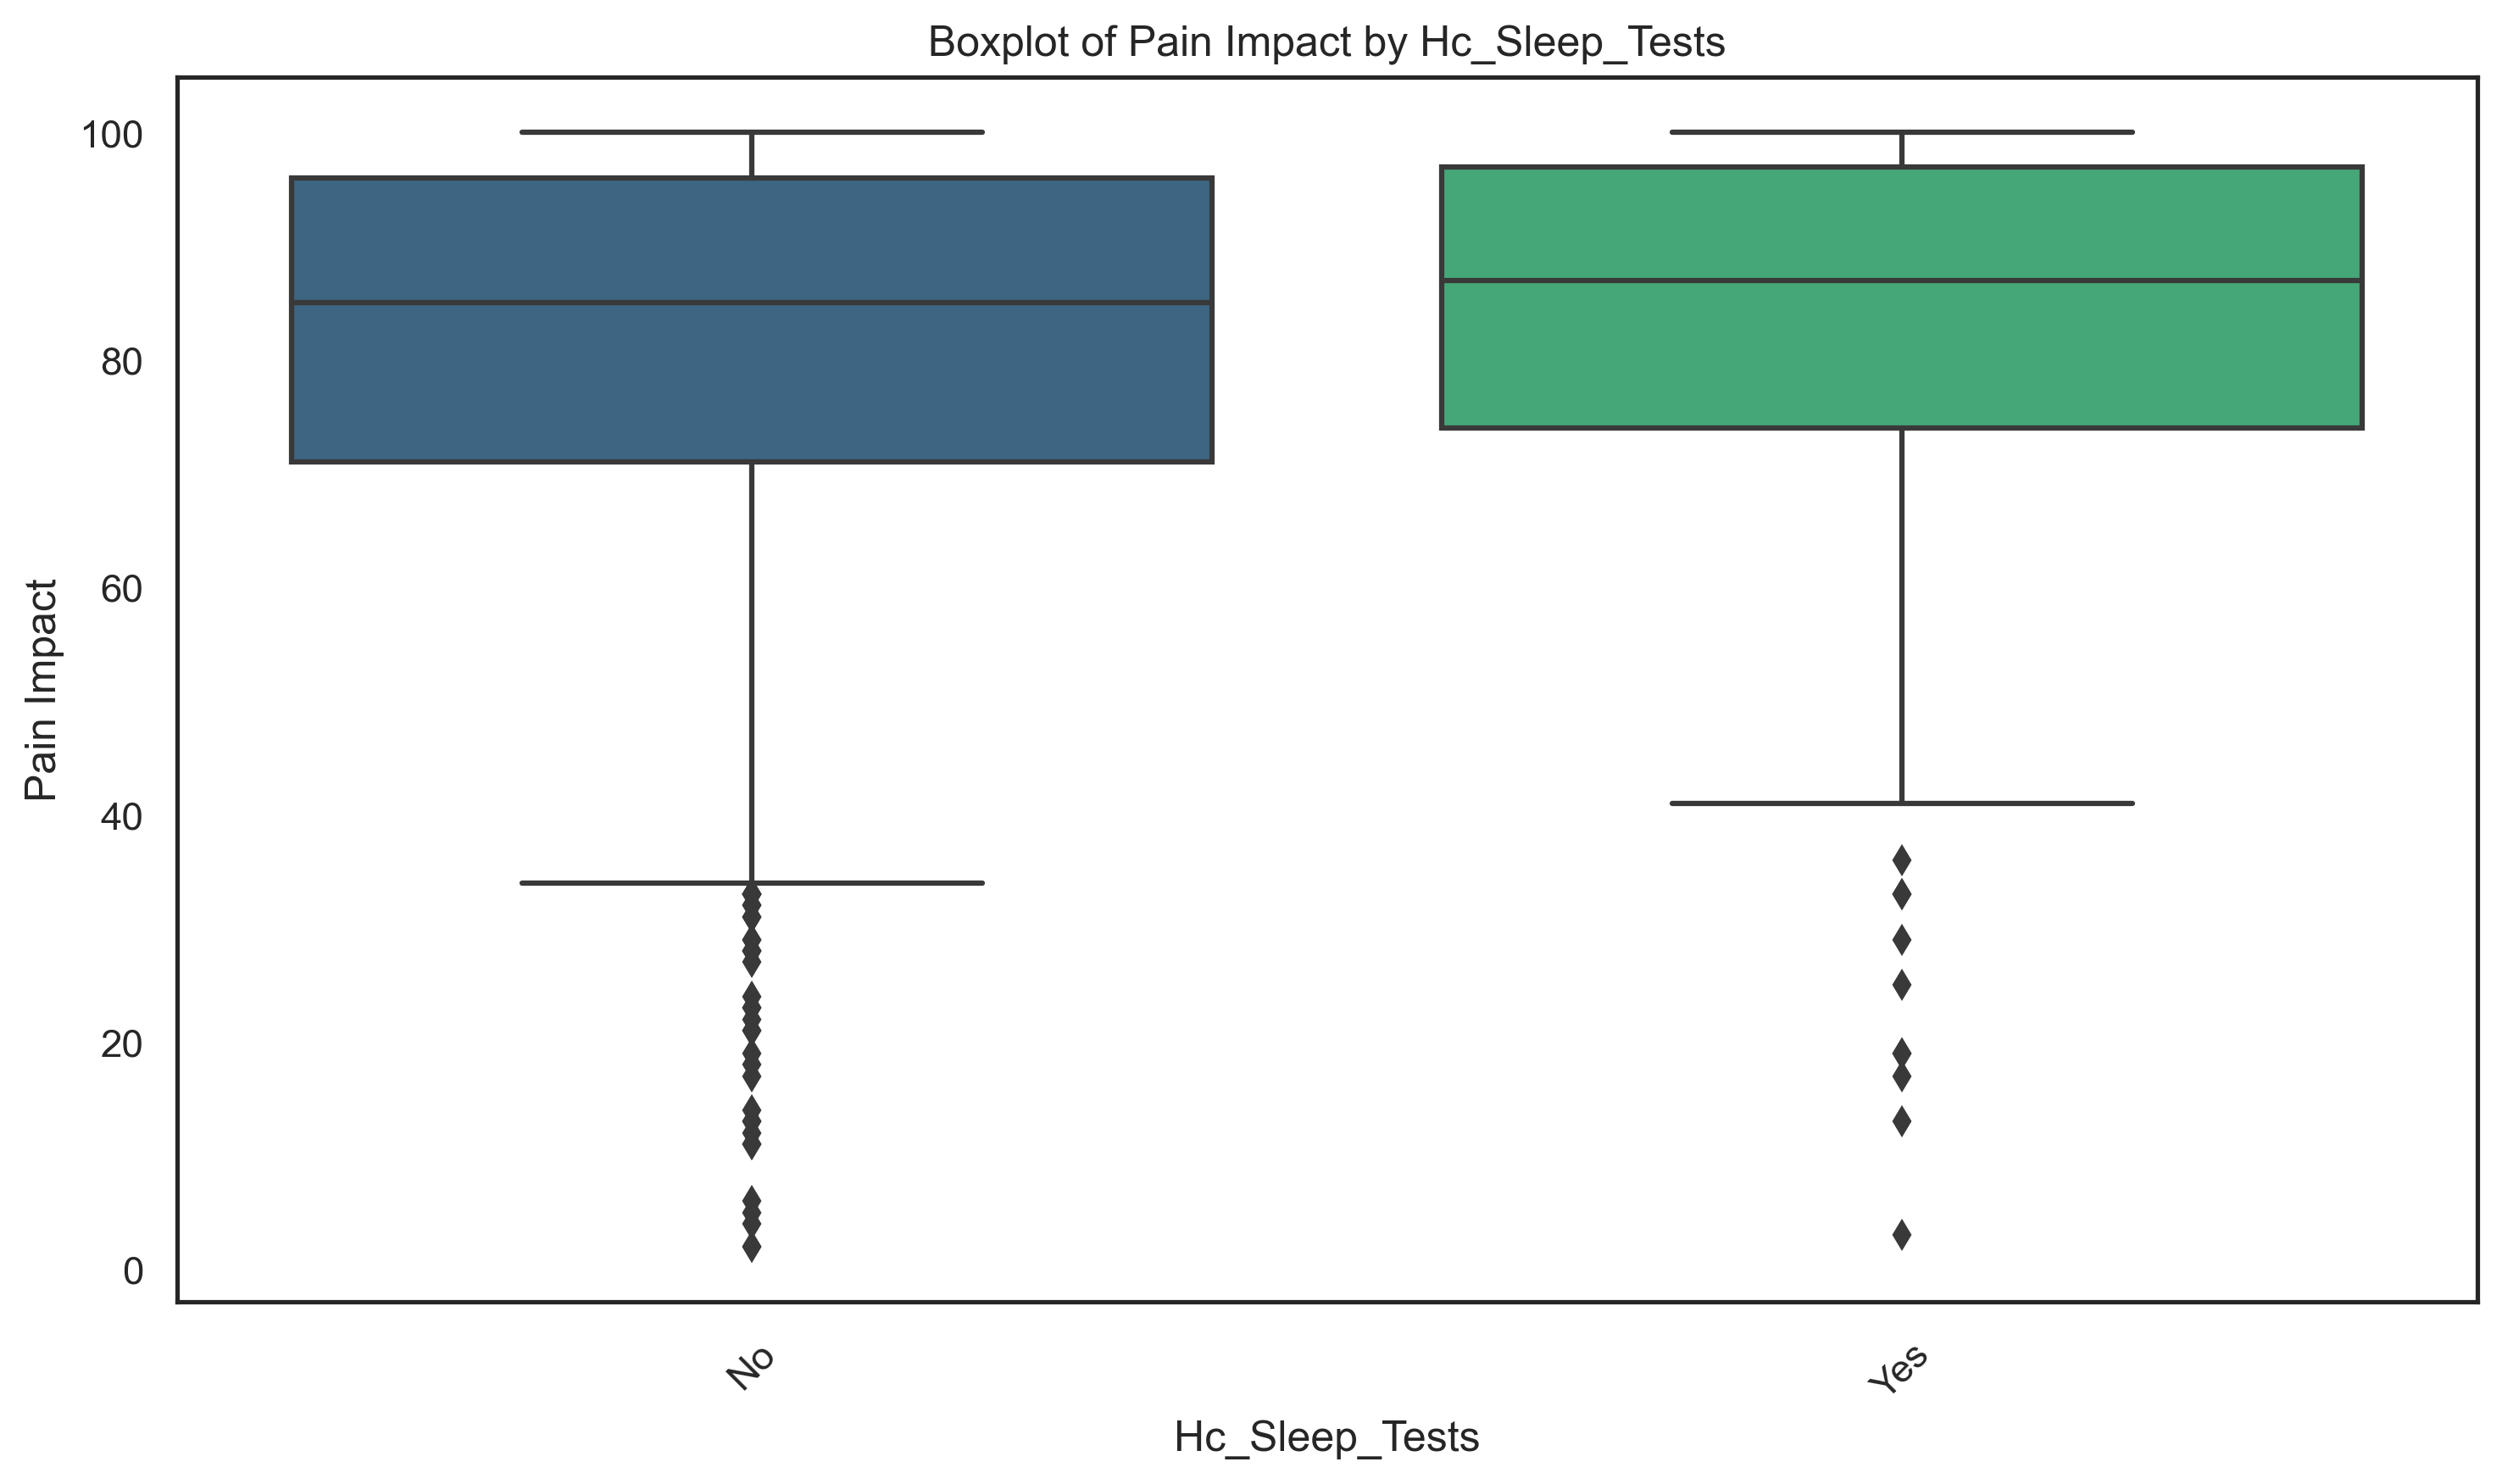 Boxplot of Pain Impact by Hc_Sleep_Tests
100
80
60
40
20
0
Pain Impact
No
Yes
Hc_Sleep_Tests